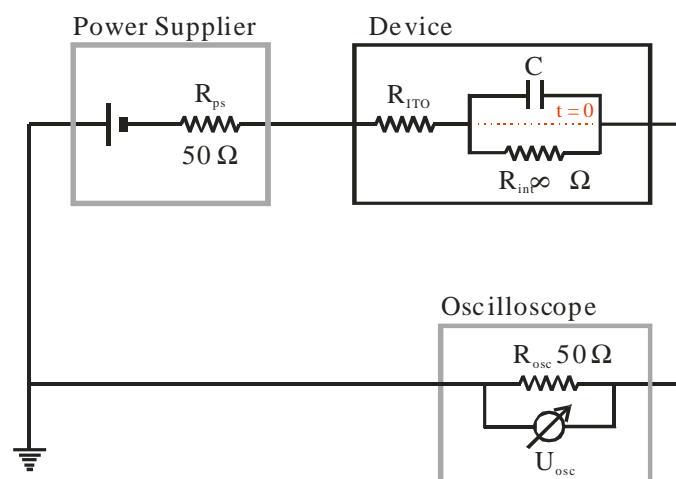 Power Supplier
Device
C
R_ps
R_ITO
t = 0
50 Ω
R_int ∞ Ω
Oscilloscope
R_osc 50 Ω
U_osc